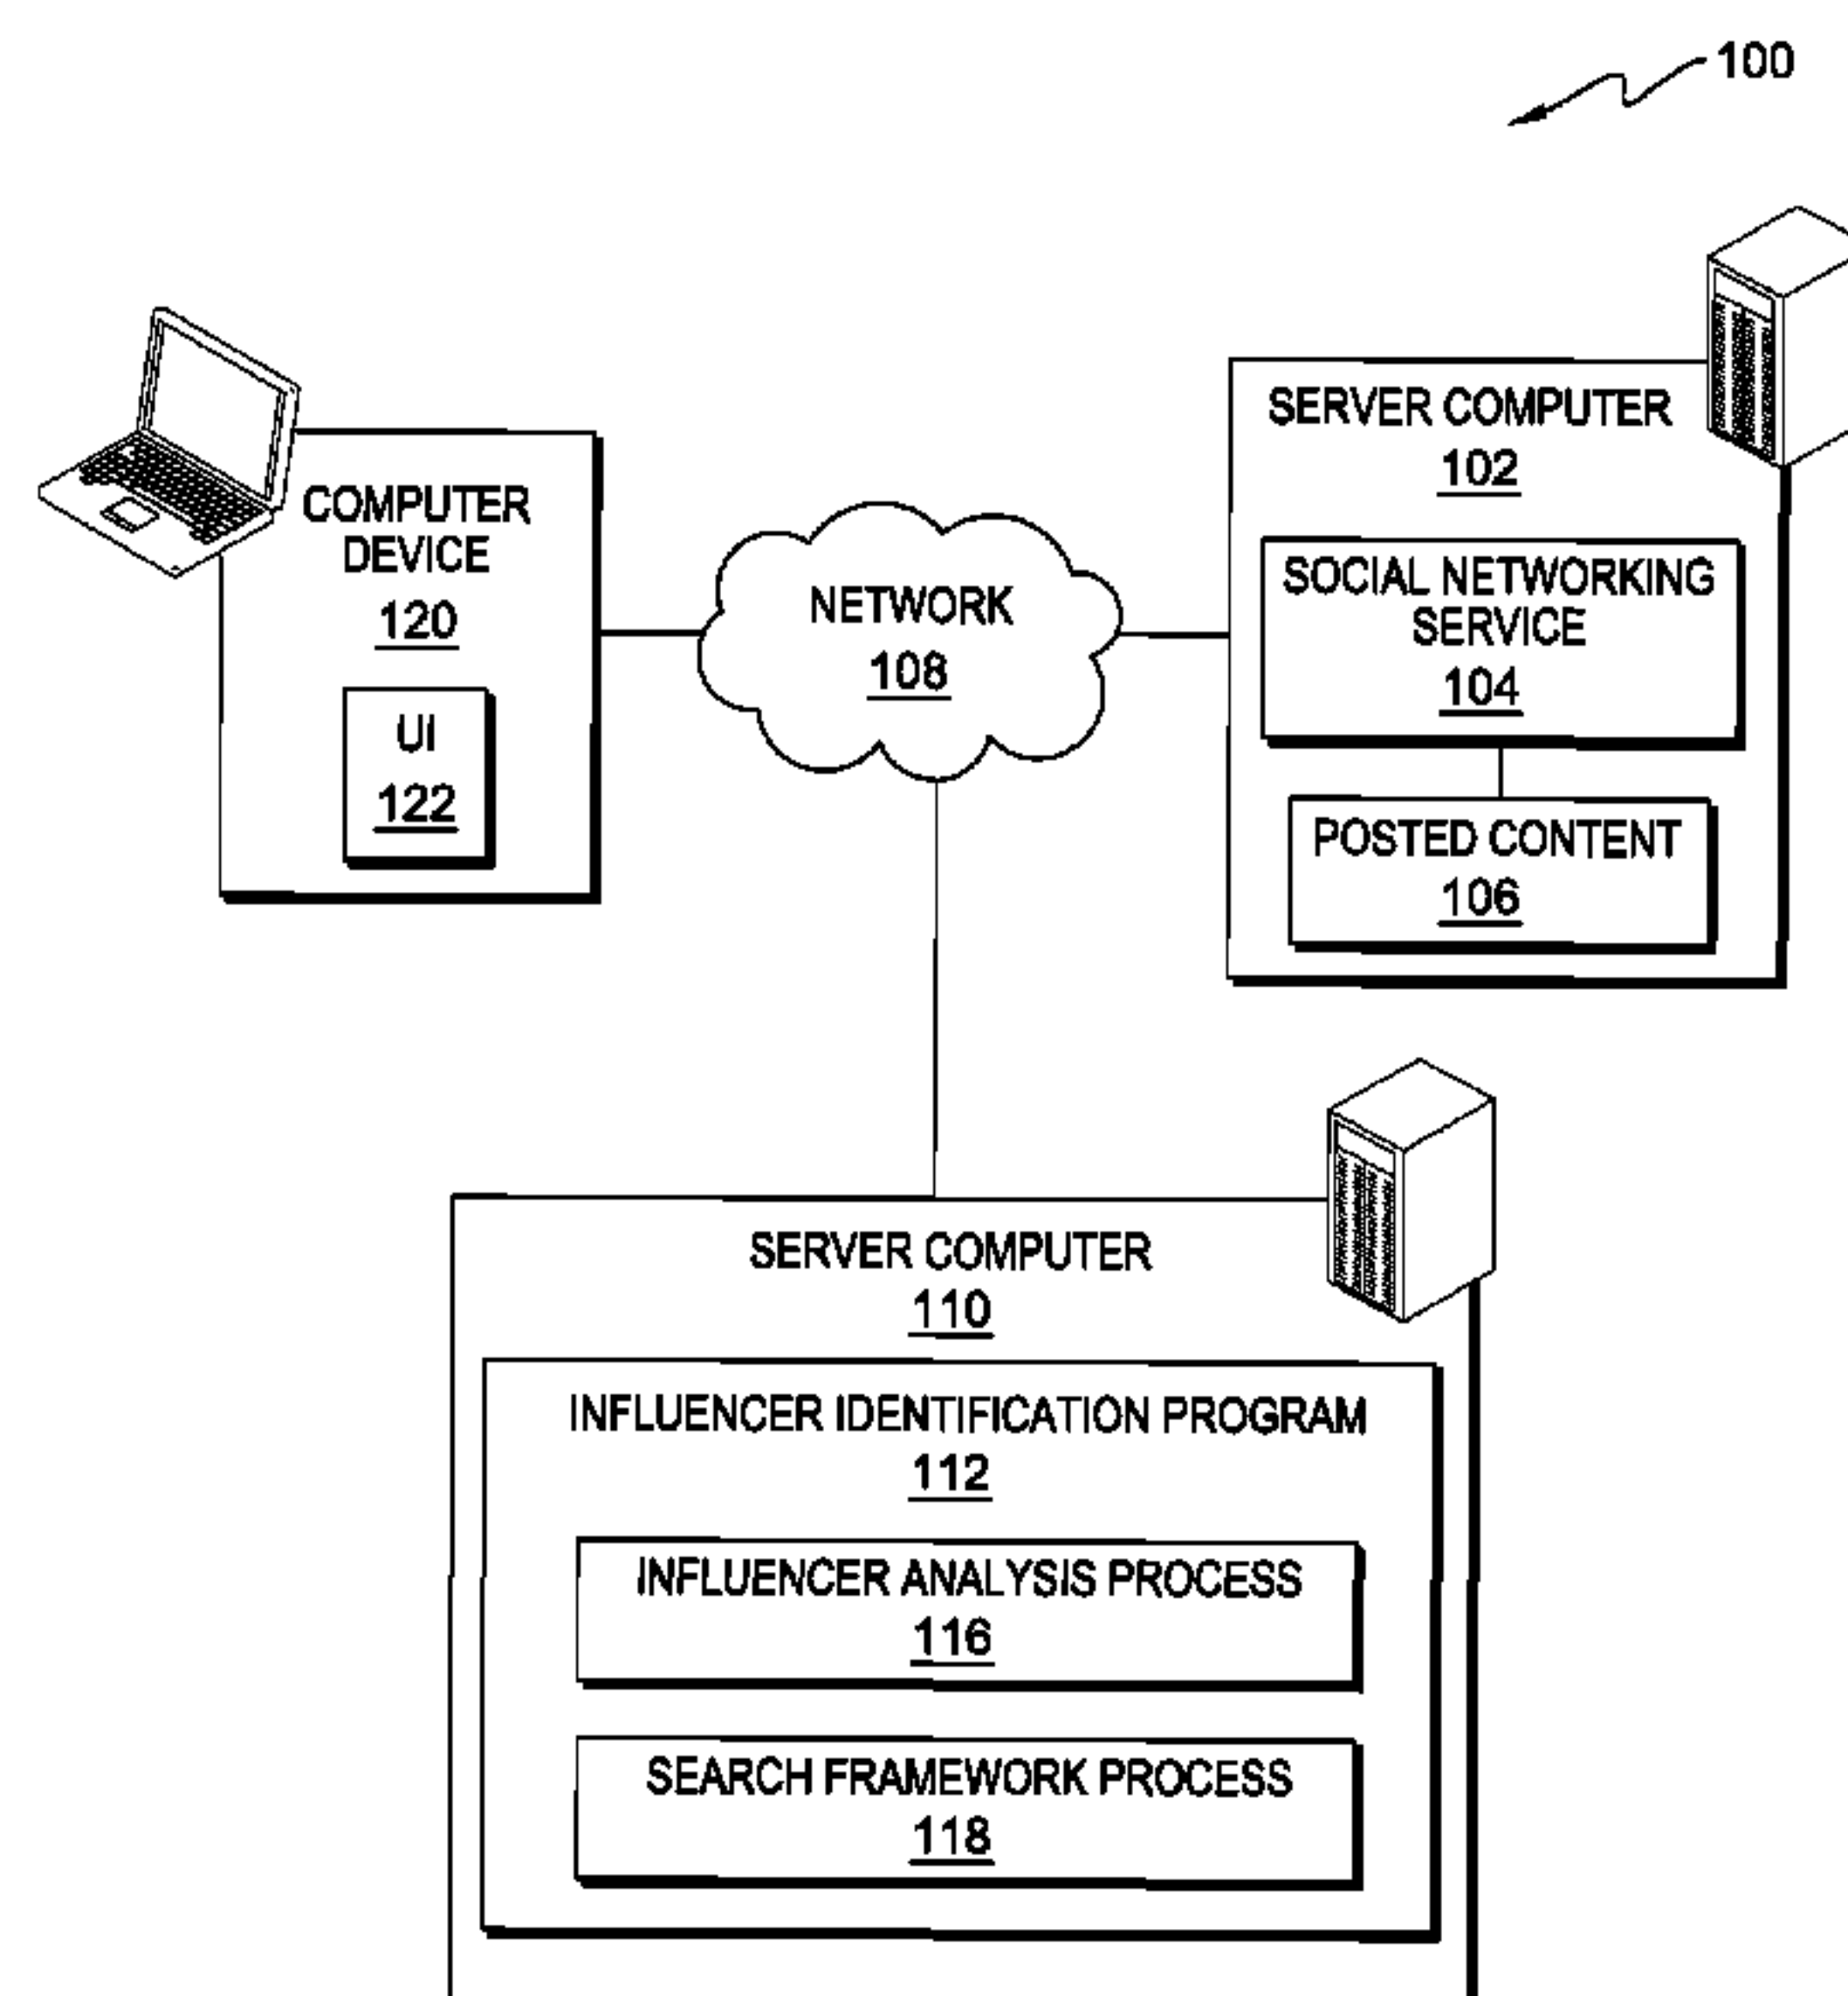 100
COMPUTER
DEVICE
120
UI
122
NETWORK
108
SERVER COMPUTER
102
SOCIAL NETWORKING
SERVICE
104
POSTED CONTENT
106
SERVER COMPUTER
110
INFLUENCER IDENTIFICATION PROGRAM
112
INFLUENCER ANALYSIS PROCESS
116
SEARCH FRAMEWORK PROCESS
118